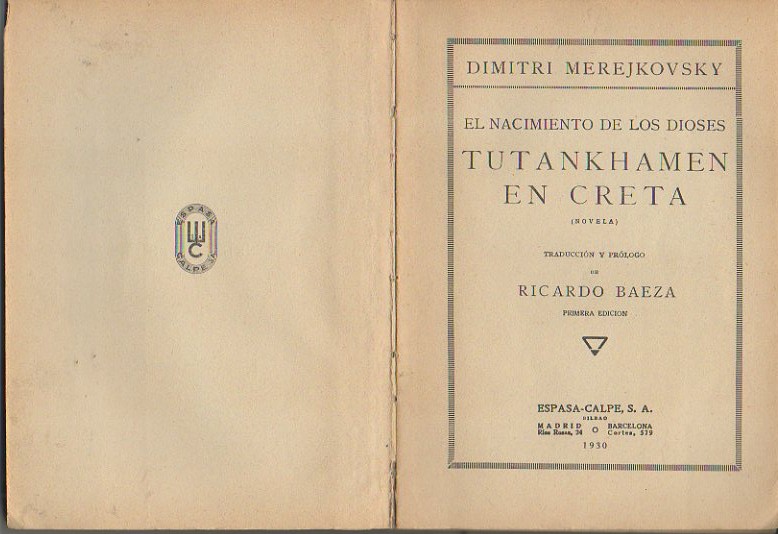 ESPASA
CALPE
DIMITRI MEREJKOVSKY
EL NACIMIENTO DE LOS DIOSES
TUTANKHAMEN
EN CRETA
(NOVELA)
TRADUCCIÓN Y PRÓLOGO
DE
RICARDO BAEZA
PRIMERA EDICION
ESPASA-CALPE, S. A.
BILBAO
MADRID BARCELONA
Ríos Rosas, 24 Cortes, 579
1930